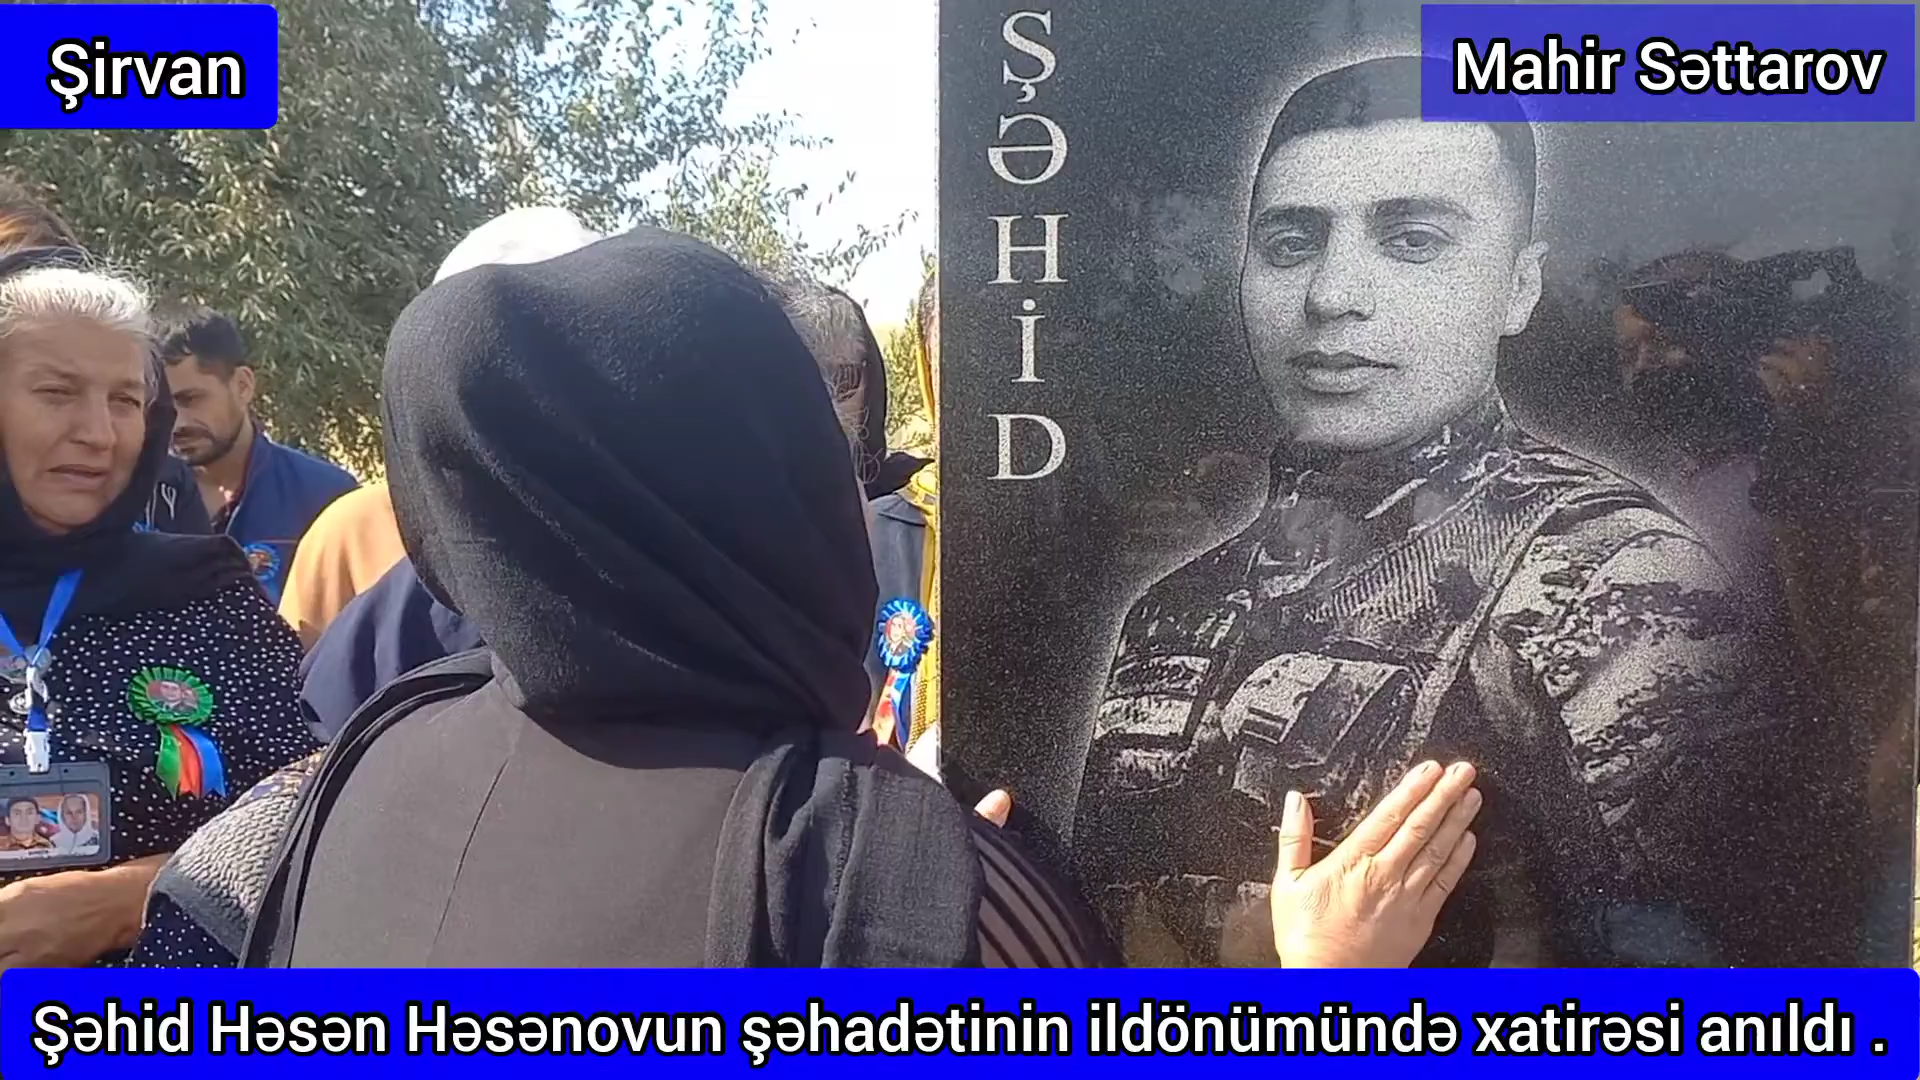 Şirvan
Mahir Səttarov
ŞƏHİD
Şəhid Həsən Həsənovun şəhadətinin ildönümündə xatirəsi anıldı .